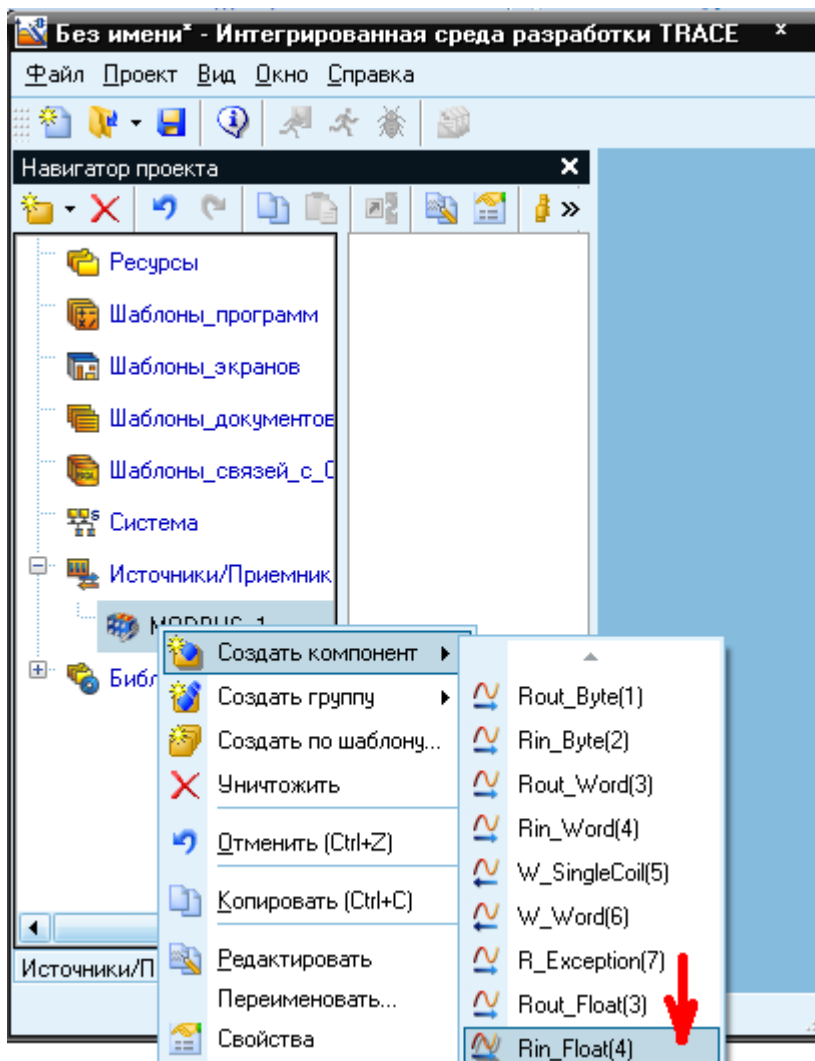 Без имени* - Интегрированная среда разработки TRACE x
Файл Проект Вид Окно Справка
Навигатор проекта
Ресурсы
Шаблоны_программ
Шаблоны_экранов
Шаблоны_документов
Шаблоны_связей_с_
Система
Источники/Приемник
MODBUS_1
Библ
Источники/П
Создать компонент
Создать группу
Создать по шаблону...
Уничтожить
Отменить (Ctrl+Z)
Копировать (Ctrl+C)
Редактировать
Переименовать...
Свойства
Rout_Byte(1)
Rin_Byte(2)
Rout_Word(3)
Rin_Word(4)
W_SingleCoil(5)
W_Word(6)
R_Exception(7)
Rout_Float(3)
Rin_Float(4)